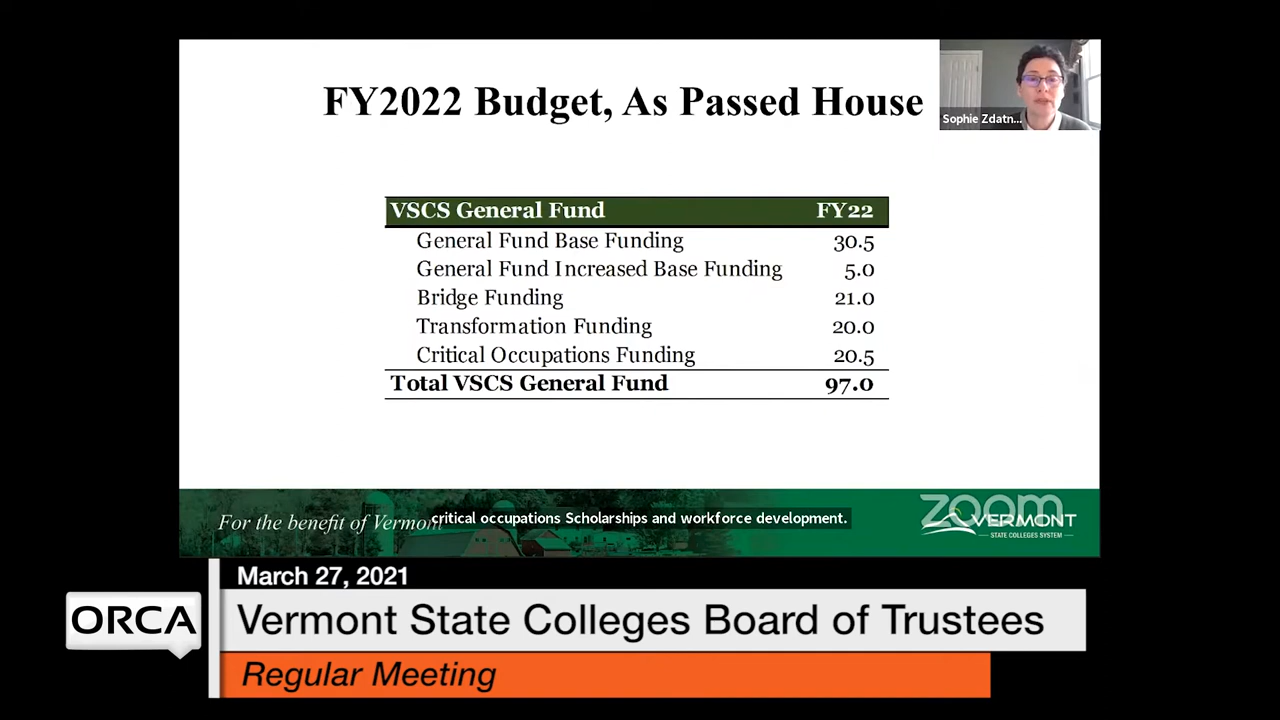 FY2022 Budget, As Passed House
Sophie Zdatn...
VSCS General Fund FY22
General Fund Base Funding 30.5
General Fund Increased Base Funding 5.0
Bridge Funding 21.0
Transformation Funding 20.0
Critical Occupations Funding 20.5
Total VSCS General Fund 97.0
For the benefit of Vermont
critical occupations Scholarships and workforce development.
zoom
VERMONT
STATE COLLEGES SYSTEM
March 27, 2021
ORCA
Vermont State Colleges Board of Trustees
Regular Meeting